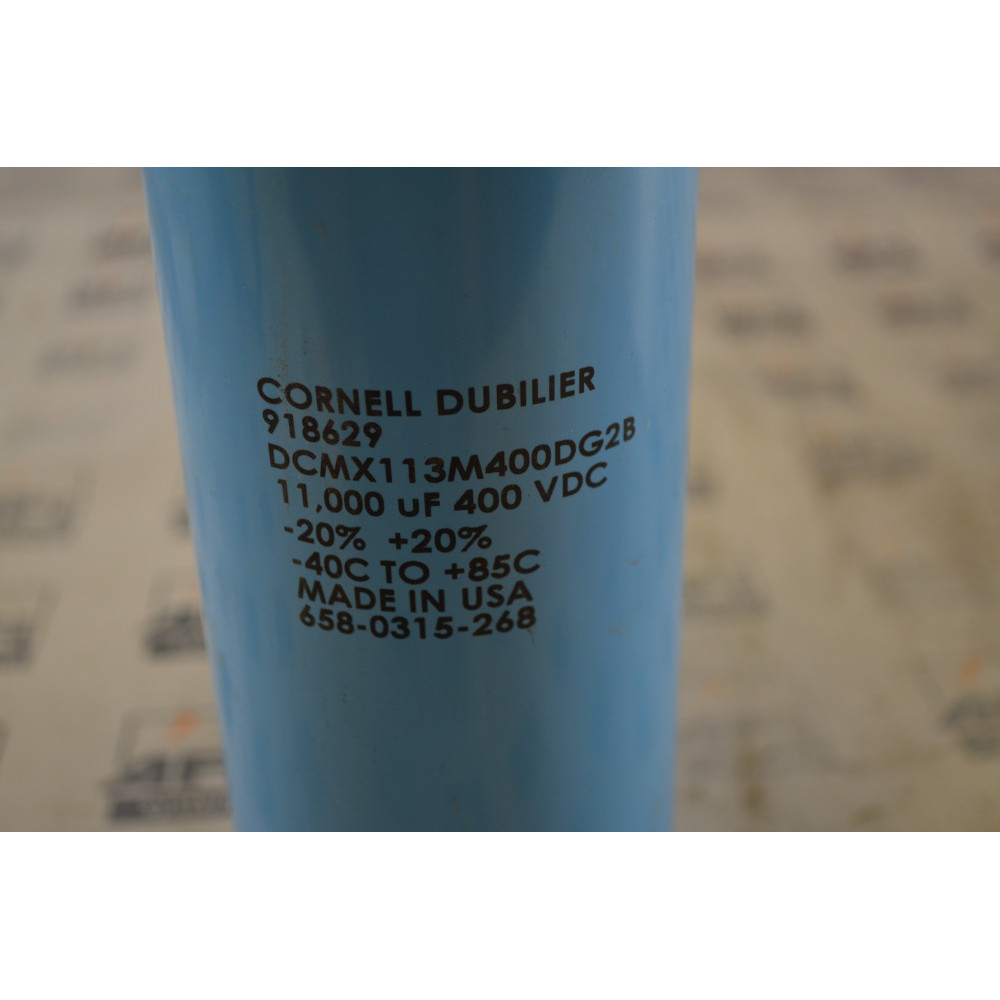 CORNELL DUBILIER
918629
DCMX113M400DG2B
11,000 uF 400 VDC
-20% +20%
-40C TO +85C
MADE IN USA
658-0315-268